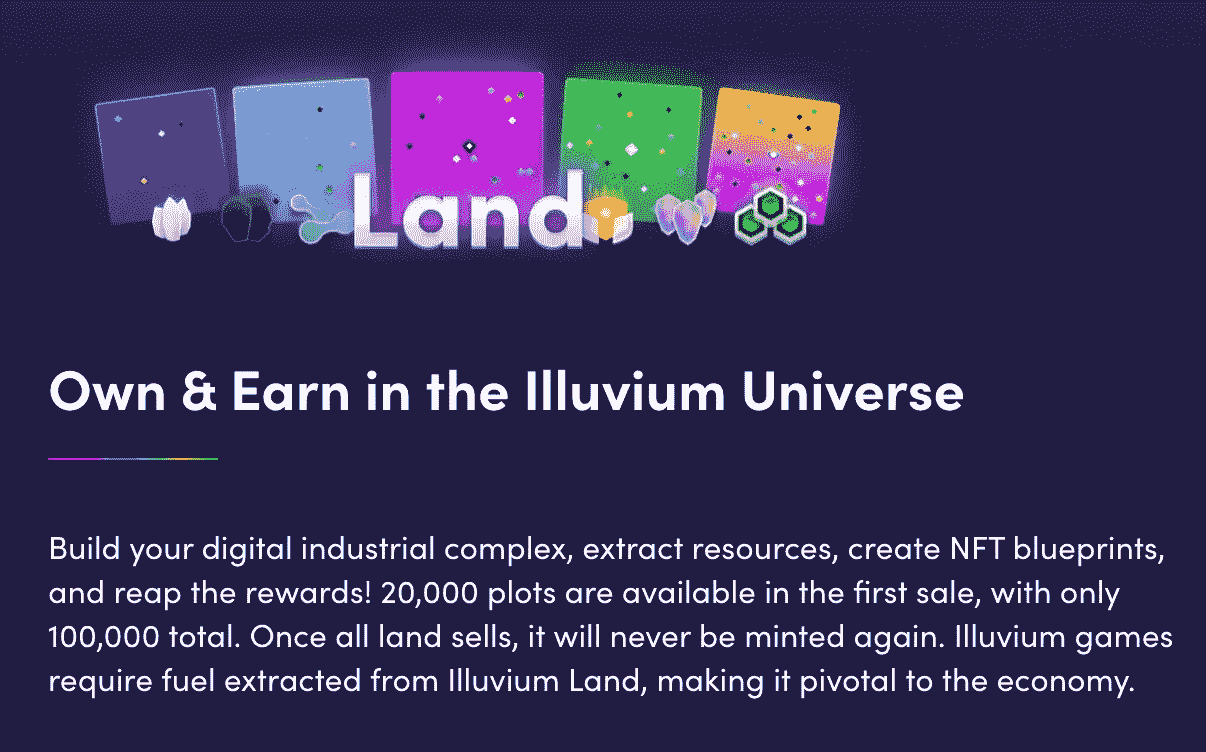 Land
Own & Earn in the Illuvium Universe
Build your digital industrial complex, extract resources, create NFT blueprints,
and reap the rewards! 20,000 plots are available in the first sale, with only
100,000 total. Once all land sells, it will never be minted again. Illuvium games
require fuel extracted from Illuvium Land, making it pivotal to the economy.